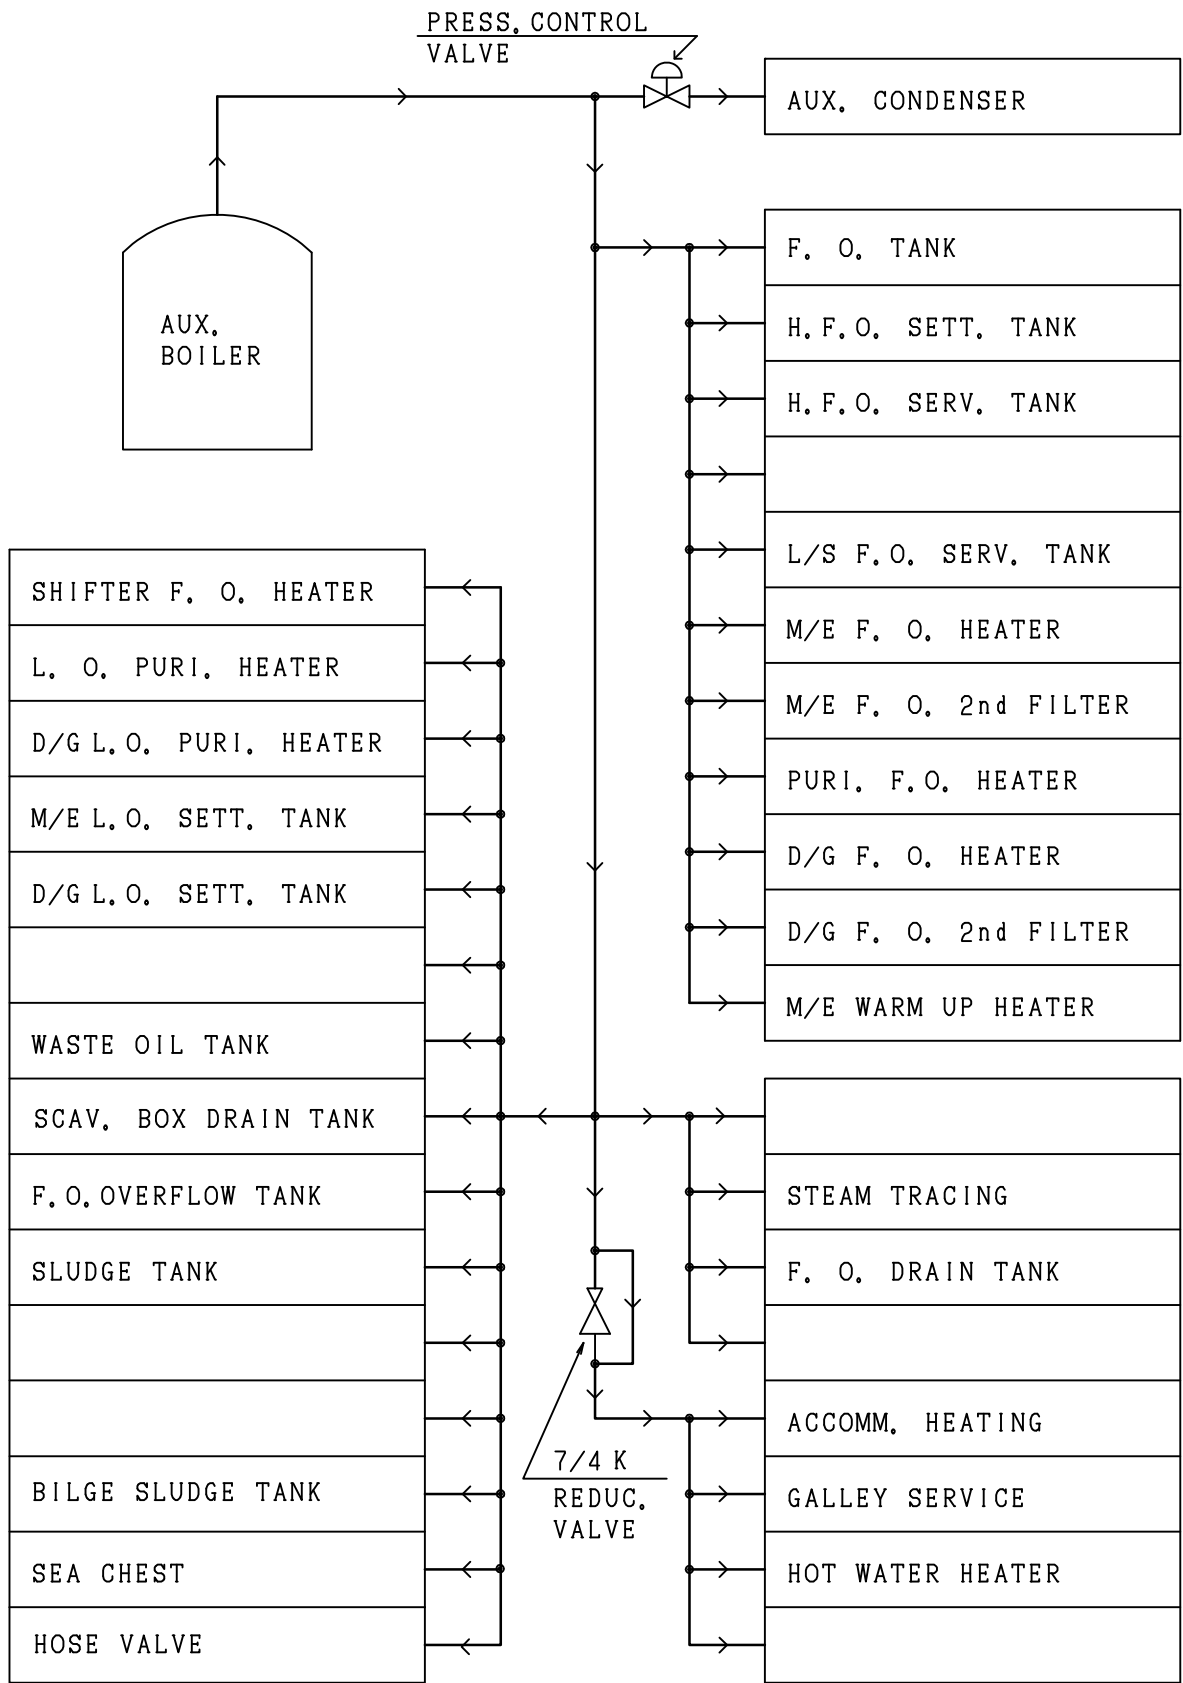 PRESS. CONTROL
VALVE
AUX. CONDENSER
AUX.
BOILER
F. O. TANK
H.F.O. SETT. TANK
H.F.O. SERV. TANK
L/S F.O. SERV. TANK
M/E F. O. HEATER
M/E F. O. 2nd FILTER
PURI. F.O. HEATER
D/G F. O. HEATER
D/G F. O. 2nd FILTER
M/E WARM UP HEATER
SHIFTER F. O. HEATER
L. O. PURI. HEATER
D/G L.O. PURI. HEATER
M/E L.O. SETT. TANK
D/G L.O. SETT. TANK
WASTE OIL TANK
SCAV. BOX DRAIN TANK
F.O.OVERFLOW TANK
SLUDGE TANK
BILGE SLUDGE TANK
SEA CHEST
HOSE VALVE
7/4 K
REDUC.
VALVE
STEAM TRACING
F. O. DRAIN TANK
ACCOMM. HEATING
GALLEY SERVICE
HOT WATER HEATER